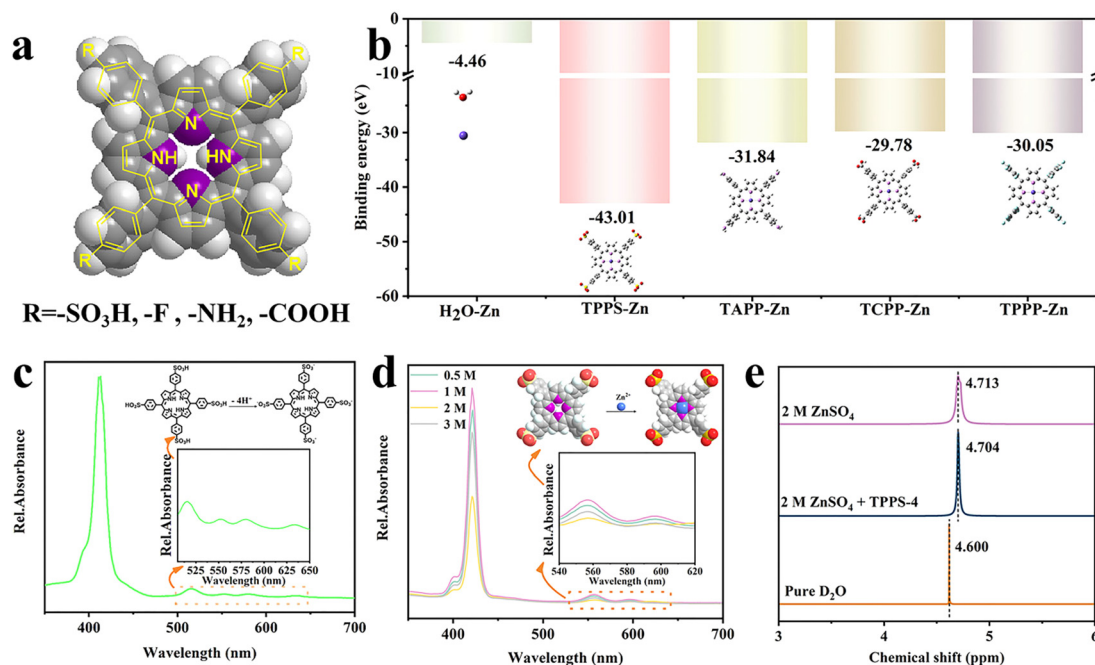 a
R
R
N
NH
HN
N
R
R
R=-SO₃H, -F , -NH₂, -COOH
b
Binding energy (eV)
0
-10
-30
-40
-50
-60
-4.46
-43.01
-31.84
-29.78
-30.05
H2O-Zn
TPPS-Zn
TAPP-Zn
TCPP-Zn
TPPP-Zn
c
Rel.Absorbance
- 4H⁺
Rel.Absorbance
525 550 575 600 625 650
Wavelength (nm)
400 500 600 700
Wavelength (nm)
d
0.5 M
1 M
2 M
3 M
Zn²⁺
Rel.Absorbance
Rel.Absorbance
540 560 580 600 620
Wavelength (nm)
400 500 600 700
Wavelength (nm)
e
4.713
2 M ZnSO₄
4.704
2 M ZnSO₄ + TPPS-4
4.600
Pure D₂O
3 4 5 6
Chemical shift (ppm)